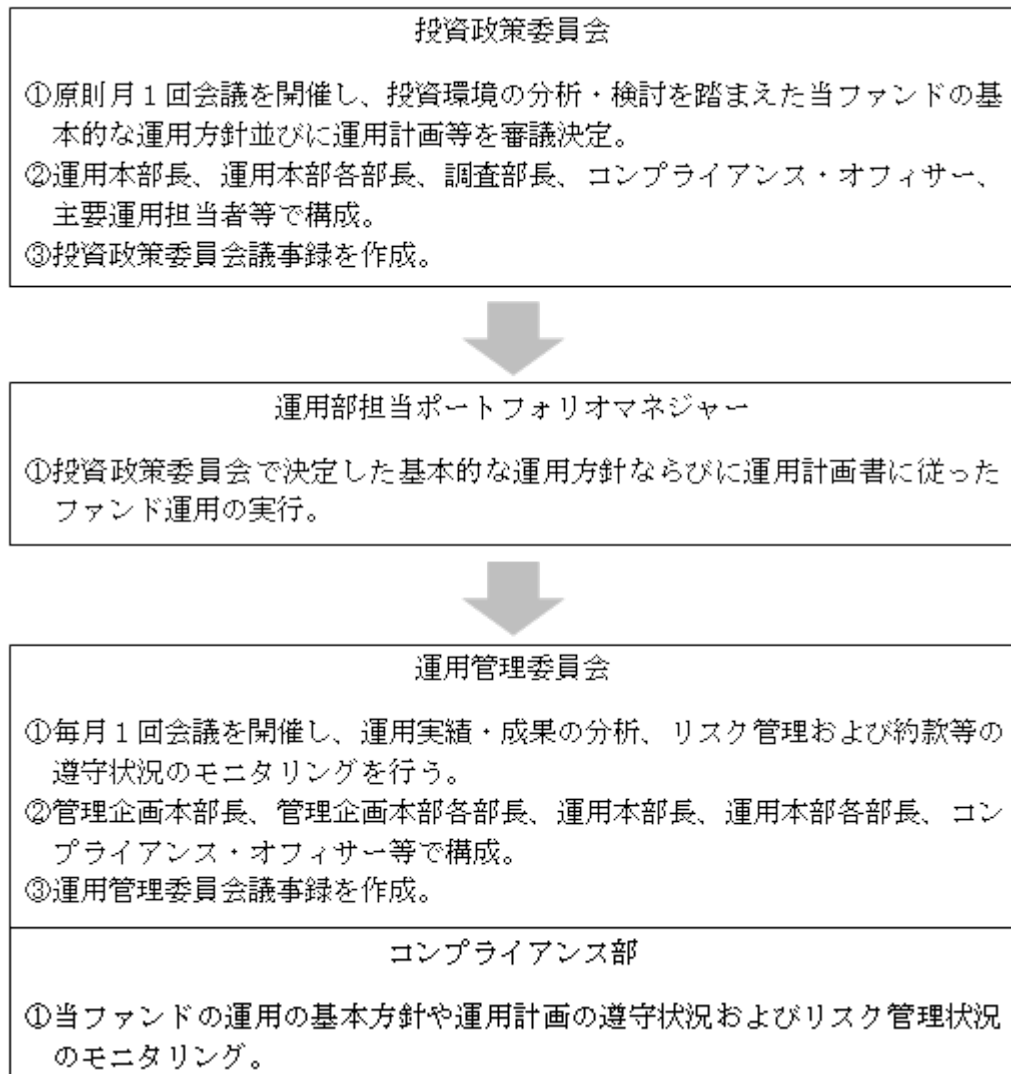 投資政策委員会
①原則月１回会議を開催し、投資環境の分析・検討を踏まえた当ファンドの基
本的な運用方針並びに運用計画等を審議決定。
②運用本部長、運用本部各部長、調査部長、コンプライアンス・オフィサー、
主要運用担当者等で構成。
③投資政策委員会議事録を作成。
運用部担当ポートフォリオマネジャー
①投資政策委員会で決定した基本的な運用方針ならびに運用計画書に従った
ファンド運用の実行。
運用管理委員会
①毎月１回会議を開催し、運用実績・成果の分析、リスク管理および約款等の
遵守状況のモニタリングを行う。
②管理企画本部長、管理企画本部各部長、運用本部長、運用本部各部長、コン
プライアンス・オフィサー等で構成。
③運用管理委員会議事録を作成。
コンプライアンス部
①当ファンドの運用の基本方針や運用計画の遵守状況およびリスク管理状況
のモニタリング。